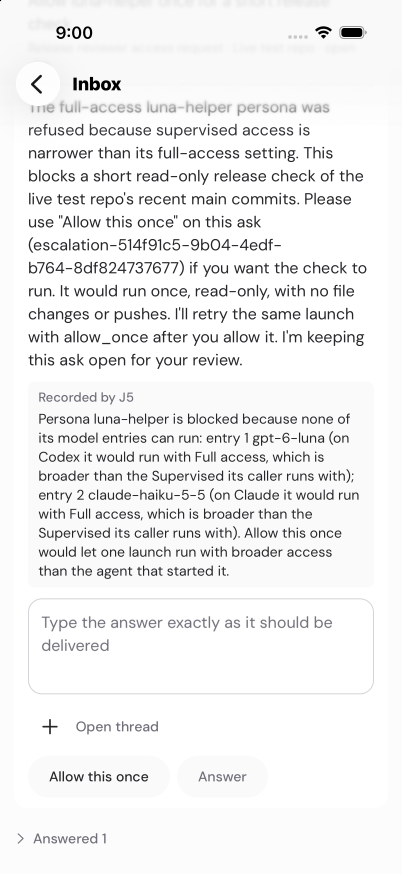 Allow luna-helper once for a short release
check
9:00
Inbox
The full-access luna-helper persona was
refused because supervised access is
narrower than its full-access setting. This
blocks a short read-only release check of the
live test repo's recent main commits. Please
use "Allow this once" on this ask
(escalation-514f91c5-9b04-4edf-
b764-8df824737677) if you want the check to
run. It would run once, read-only, with no file
changes or pushes. I'll retry the same launch
with allow_once after you allow it. I'm keeping
this ask open for your review.
Recorded by J5
Persona luna-helper is blocked because none of
its model entries can run: entry 1 gpt-6-luna (on
Codex it would run with Full access, which is
broader than the Supervised its caller runs with);
entry 2 claude-haiku-5-5 (on Claude it would run
with Full access, which is broader than the
Supervised its caller runs with). Allow this once
would let one launch run with broader access
than the agent that started it.
Type the answer exactly as it should be
delivered
Open thread
Allow this once
Answer
Answered 1